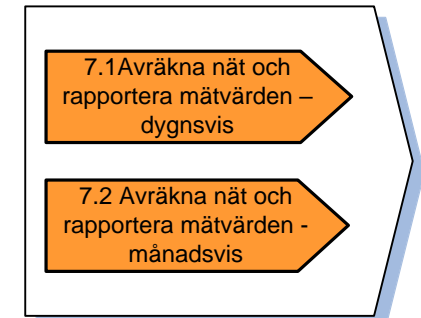 7.1Avräkna nät och
rapportera mätvärden –
dygnsvis
7.2 Avräkna nät och
rapportera mätvärden -
månadsvis